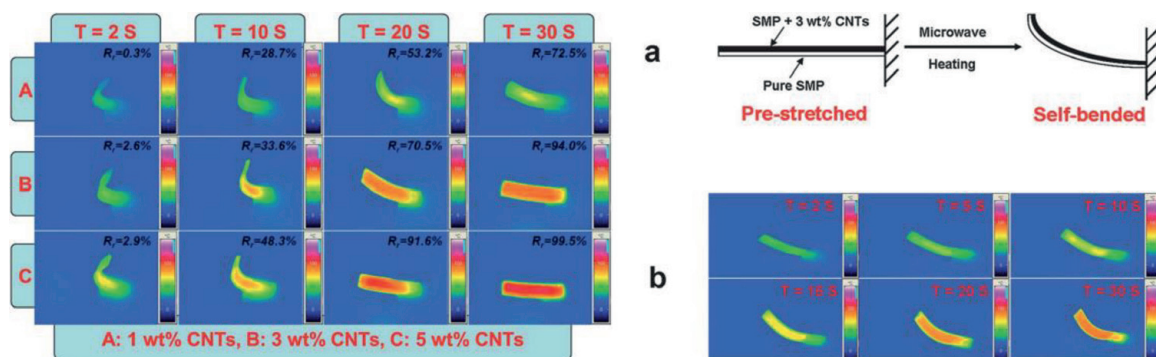 T = 2 S
T = 10 S
T = 20 S
T = 30 S
A
Rr=0.3%
Rr=28.7%
Rr=53.2%
Rr=72.5%
B
Rr=2.6%
Rr=33.6%
Rr=70.5%
Rr=94.0%
C
Rr=2.9%
Rr=48.3%
Rr=91.6%
Rr=99.5%
A: 1 wt% CNTs, B: 3 wt% CNTs, C: 5 wt% CNTs
a
SMP + 3 wt% CNTs
Pure SMP
Microwave
Heating
Pre-stretched
Self-bended
b
T = 10 S
T = 20 S
T = 30 S